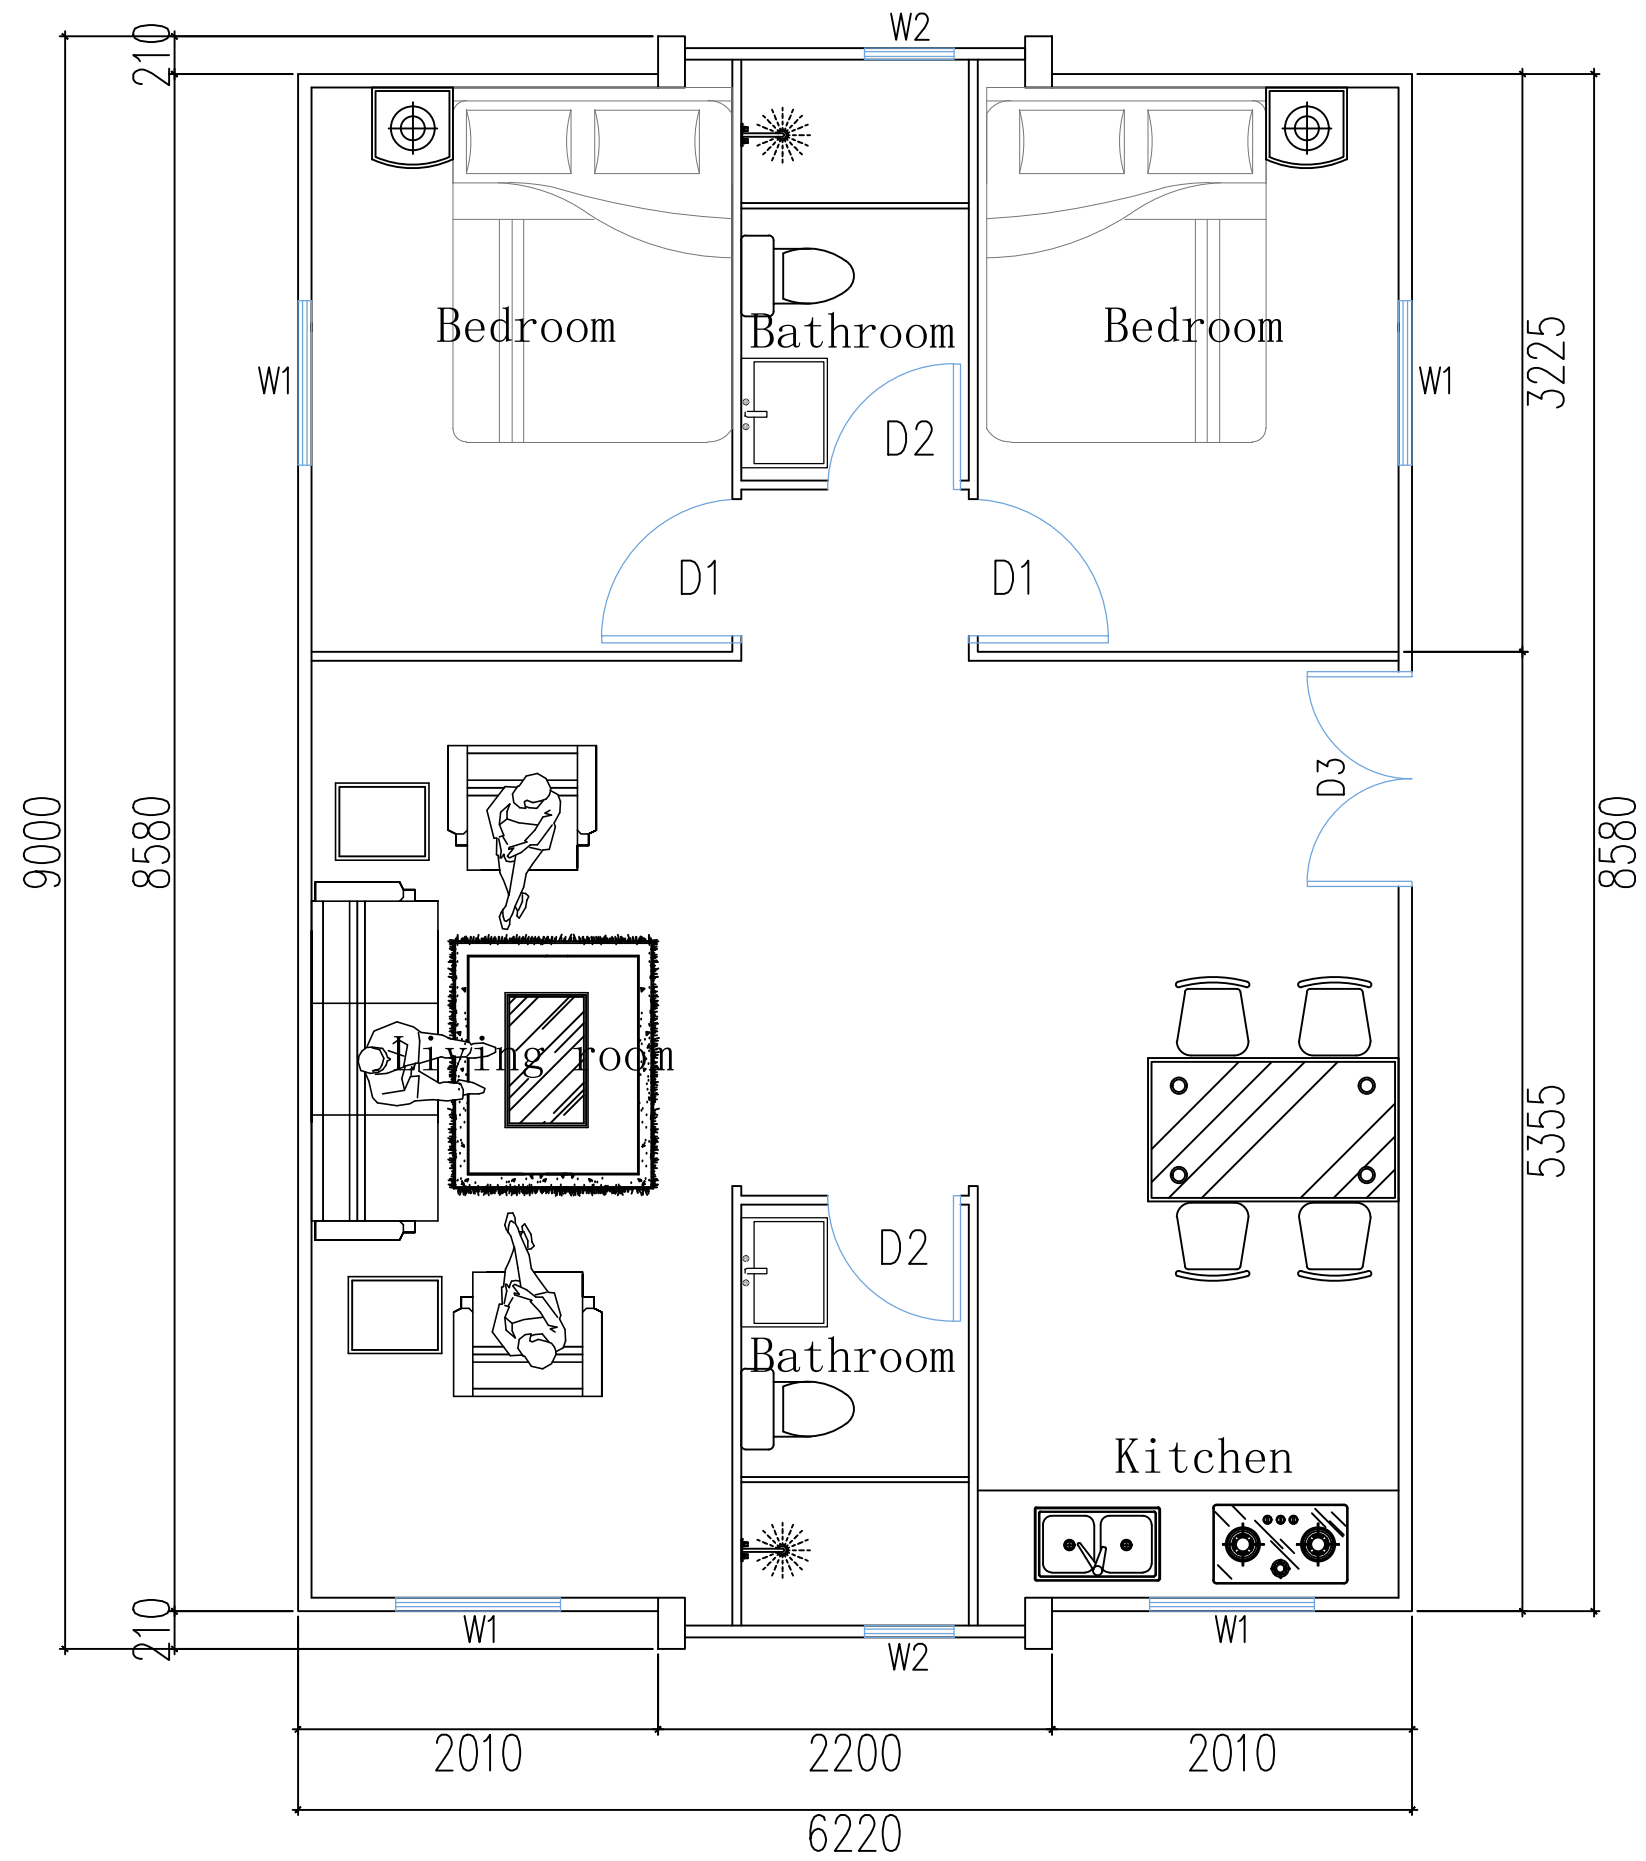 W2
210
Bedroom
Bathroom
Bedroom
W1
W1
3225
D2
D1
D1
D3
9000
8580
8580
Living room
5355
D2
Bathroom
Kitchen
210
W1
W2
W1
2010
2200
2010
6220